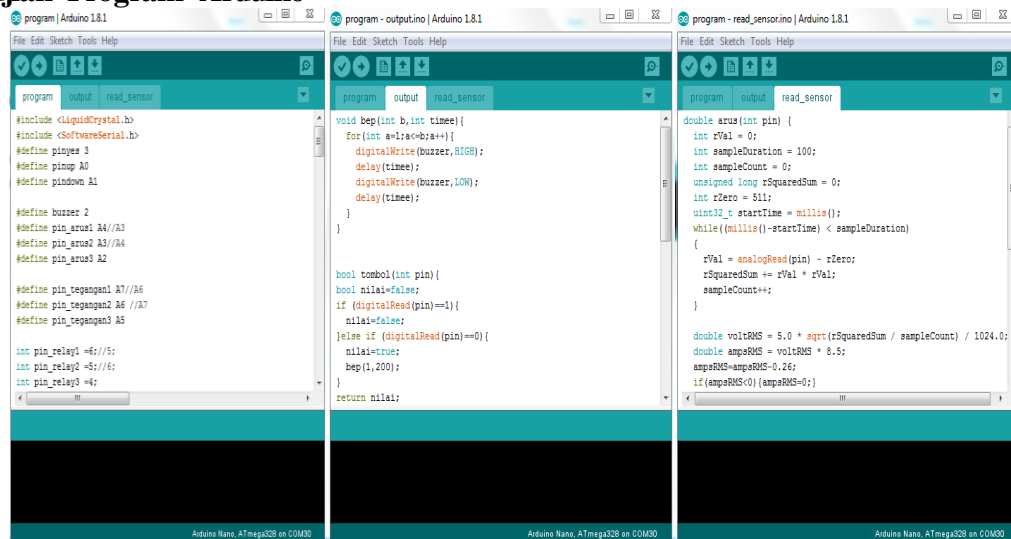 Program Arduino
program | Arduino 1.8.1
File Edit Sketch Tools Help
program output read_sensor
#include <LiquidCrystal.h>
#include <SoftwareSerial.h>
#define pinyes 3
#define pinup A0
#define pindown A1
#define buzzer 2
#define pin_arus1 A4//A3
#define pin_arus2 A3//A4
#define pin_arus3 A2
#define pin_tegangan1 A7//A6
#define pin_tegangan2 A6 //A7
#define pin_tegangan3 A5
int pin_relay1 =6;//5;
int pin_relay2 =5;//6;
int pin_relay3 =4;
Arduino Nano, ATmega328 on COM30
program - output.ino | Arduino 1.8.1
File Edit Sketch Tools Help
program output read_sensor
void bep(int b,int timee){
for(int a=1;a<=b;a++){
digitalWrite(buzzer,HIGH);
delay(timee);
digitalWrite(buzzer,LOW);
delay(timee);
}
}
bool tombol(int pin){
bool nilai=false;
if (digitalRead(pin)==1){
nilai=false;
}else if (digitalRead(pin)==0){
nilai=true;
bep(1,200);
}
return nilai;
Arduino Nano, ATmega328 on COM30
program - read_sensor.ino | Arduino 1.8.1
File Edit Sketch Tools Help
program output read_sensor
double arus(int pin) {
int rVal = 0;
int sampleDuration = 100;
int sampleCount = 0;
unsigned long rSquaredSum = 0;
int rZero = 511;
uint32_t startTime = millis();
while((millis()-startTime) < sampleDuration)
{
rVal = analogRead(pin) - rZero;
rSquaredSum += rVal * rVal;
sampleCount++;
}
double voltRMS = 5.0 * sqrt(rSquaredSum / sampleCount) / 1024.0;
double ampsRMS = voltRMS * 8.5;
ampsRMS=ampsRMS-0.26;
if(ampsRMS<0){ampsRMS=0;}
Arduino Nano, ATmega328 on COM30